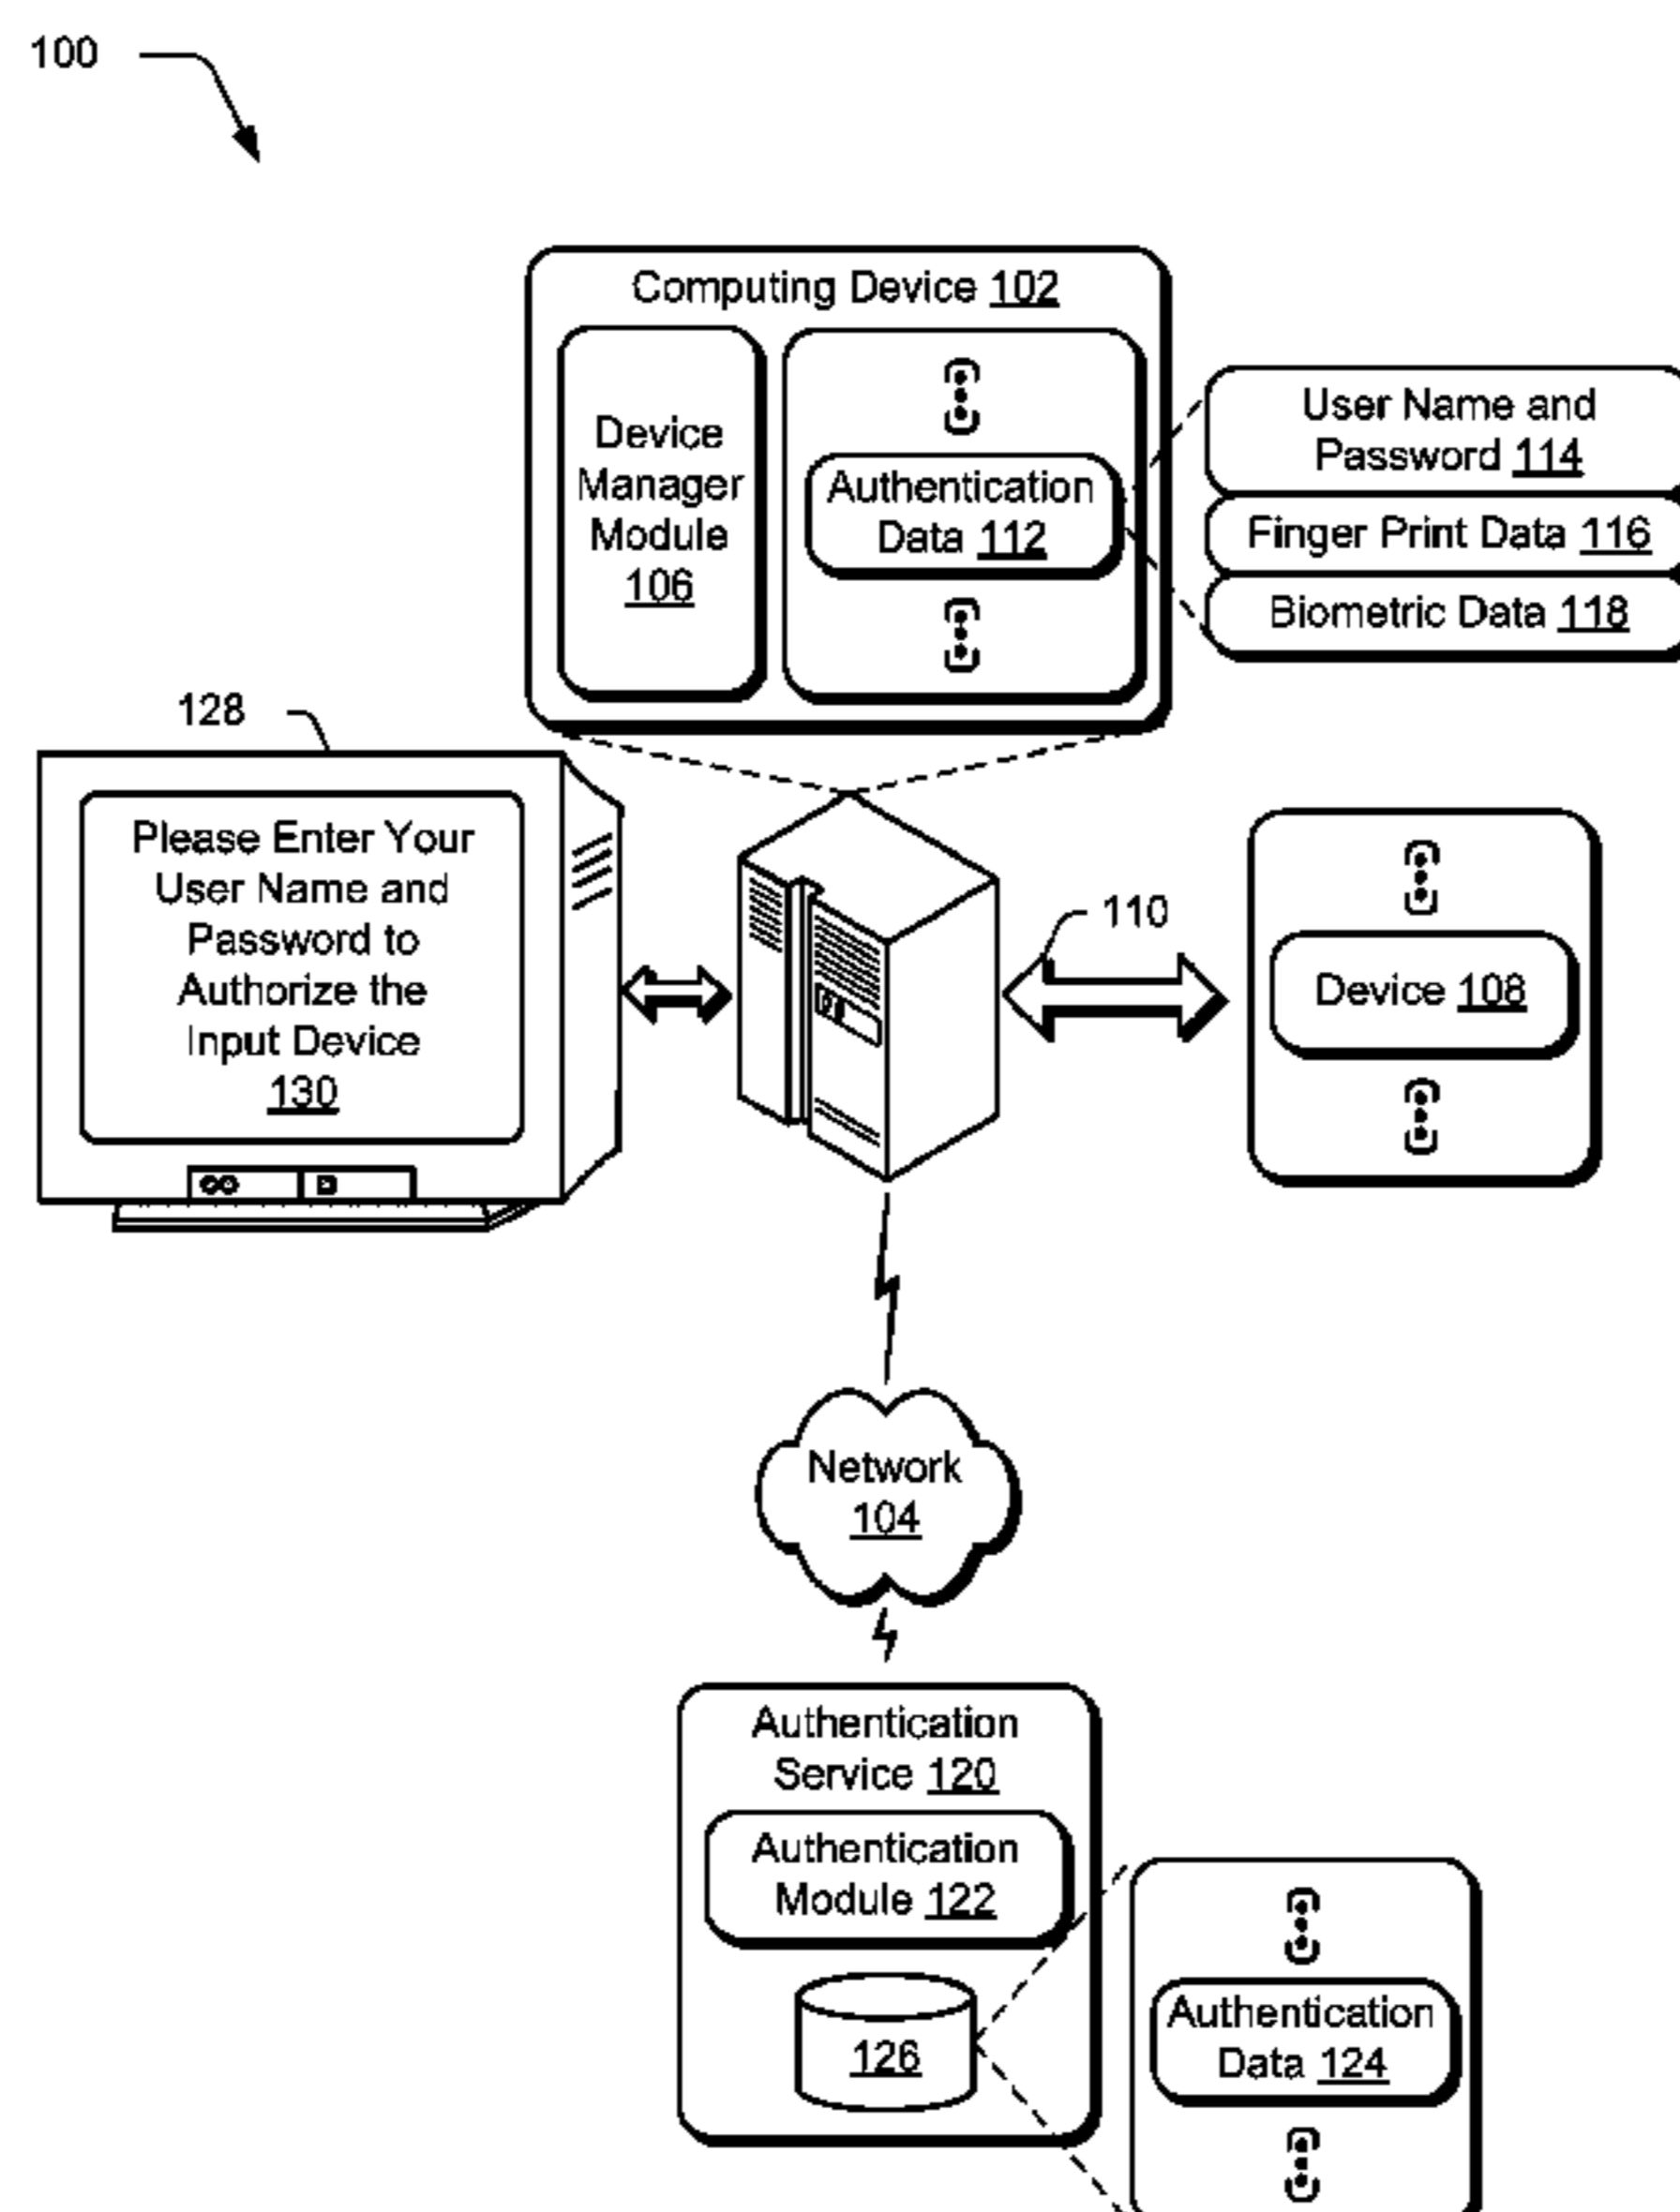 100
Computing Device 102
Device
Manager
Module
106
Authentication
Data 112
User Name and
Password 114
Finger Print Data 116
Biometric Data 118
128
Please Enter Your
User Name and
Password to
Authorize the
Input Device
130
110
Device 108
Network
104
Authentication
Service 120
Authentication
Module 122
126
Authentication
Data 124